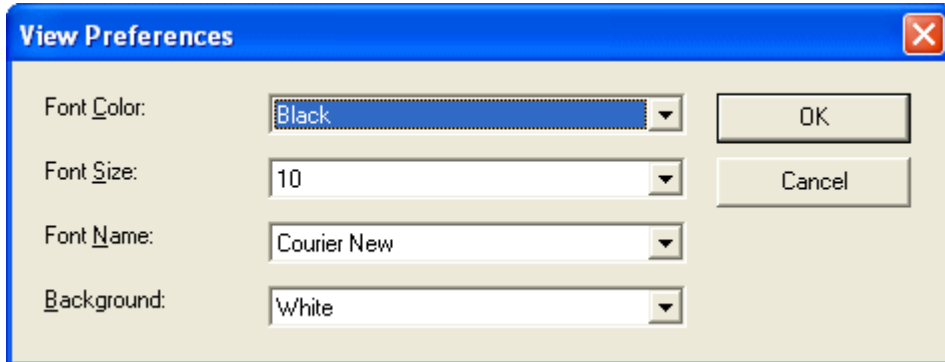 View Preferences
Font Color: Black OK
Font Size: 10 Cancel
Font Name: Courier New
Background: White